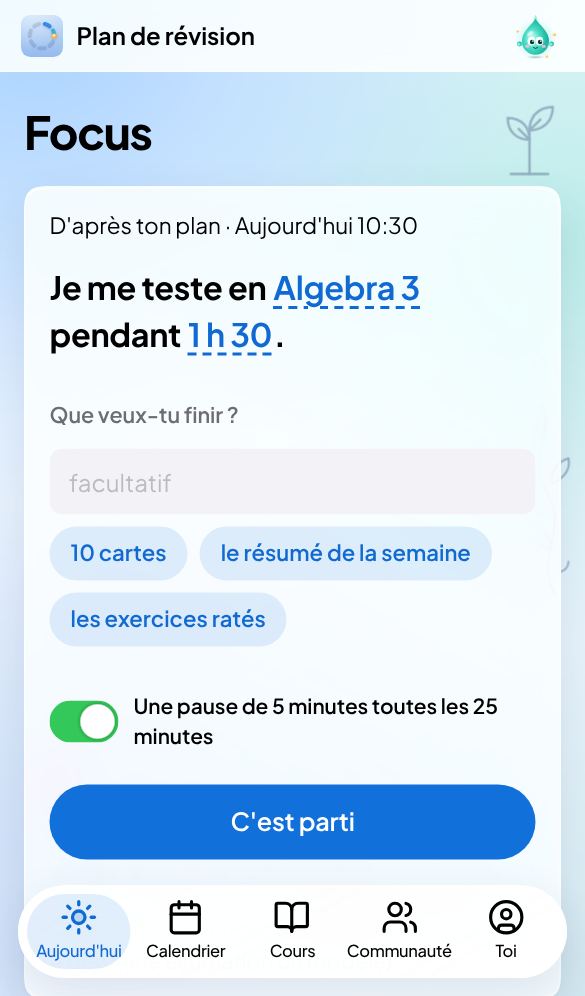 Plan de révision
Focus
D'après ton plan · Aujourd'hui 10:30
Je me teste en Algebra 3
pendant 1 h 30.
Que veux-tu finir ?
facultatif
10 cartes
le résumé de la semaine
les exercices ratés
Une pause de 5 minutes toutes les 25
minutes
C'est parti
Aujourd'hui
Calendrier
Cours
Communauté
Toi